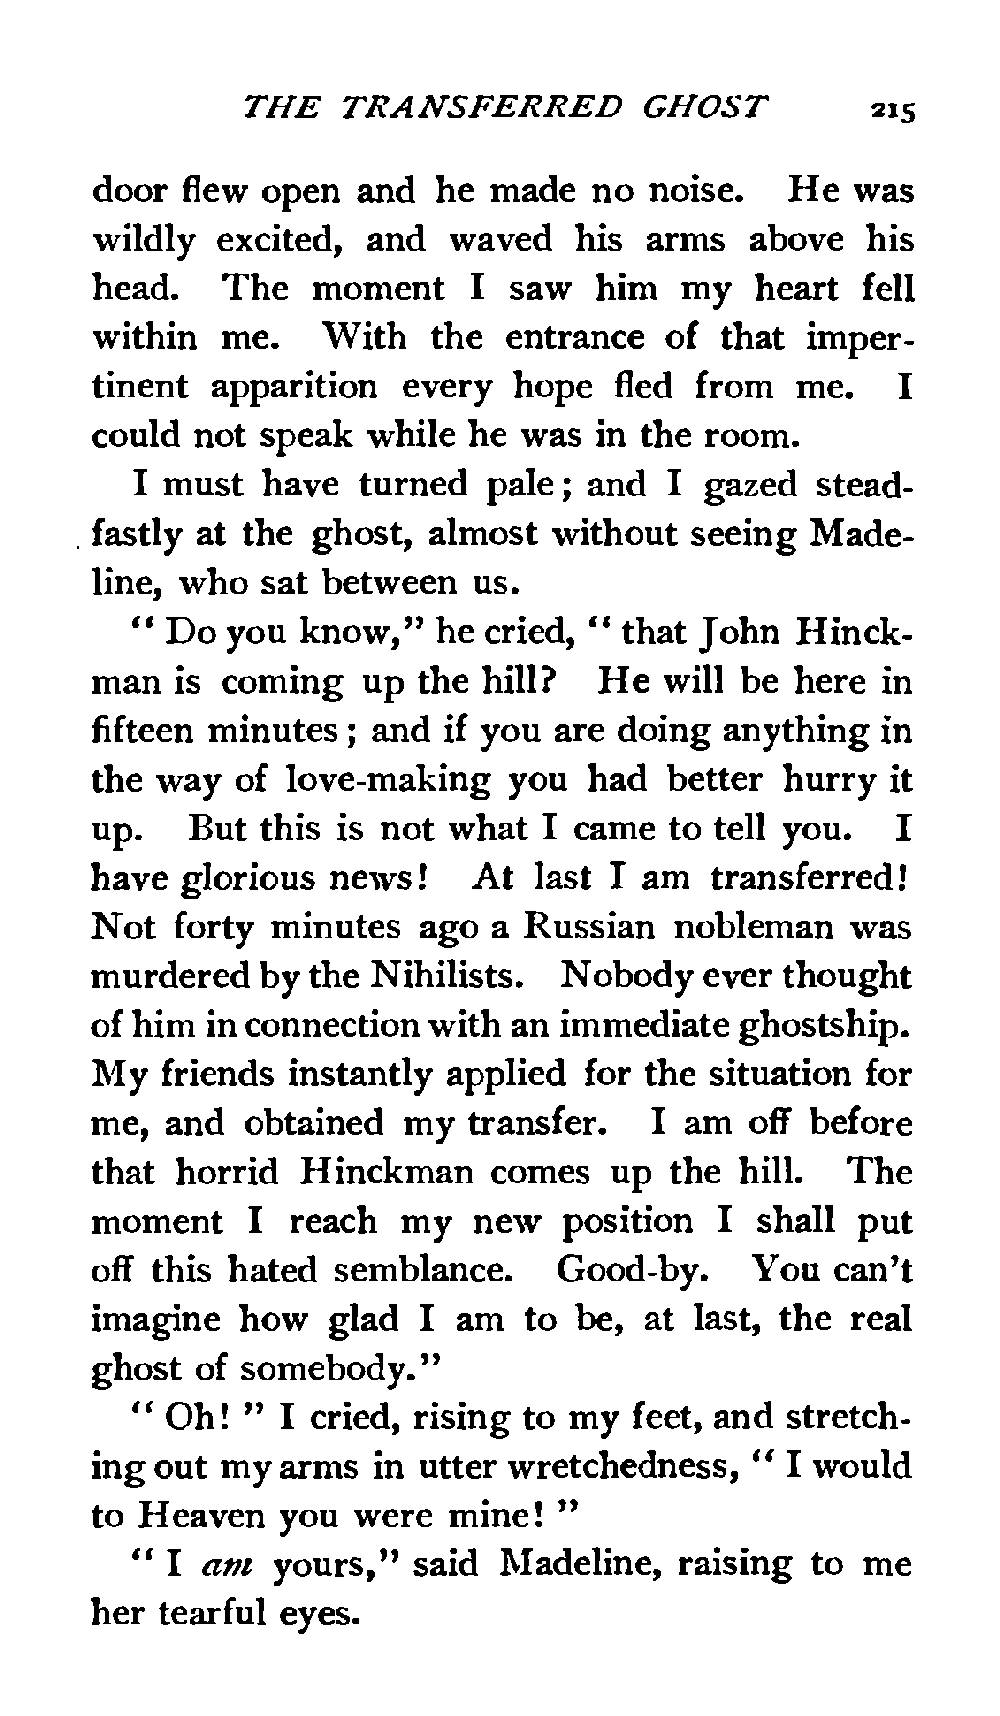 THE TRANSFERRED GHOST 215
door flew open and he made no noise. He was
wildly excited, and waved his arms above his
head. The moment I saw him my heart fell
within me. With the entrance of that imper-
tinent apparition every hope fled from me. I
could not speak while he was in the room.
I must have turned pale; and I gazed stead-
fastly at the ghost, almost without seeing Made-
line, who sat between us.
"Do you know," he cried, "that John Hinck-
man is coming up the hill? He will be here in
fifteen minutes; and if you are doing anything in
the way of love-making you had better hurry it
up. But this is not what I came to tell you. I
have glorious news! At last I am transferred!
Not forty minutes ago a Russian nobleman was
murdered by the Nihilists. Nobody ever thought
of him in connection with an immediate ghostship.
My friends instantly applied for the situation for
me, and obtained my transfer. I am off before
that horrid Hinckman comes up the hill. The
moment I reach my new position I shall put
off this hated semblance. Good-by. You can't
imagine how glad I am to be, at last, the real
ghost of somebody."
"Oh!" I cried, rising to my feet, and stretch-
ing out my arms in utter wretchedness, "I would
to Heaven you were mine!"
"I am yours," said Madeline, raising to me
her tearful eyes.